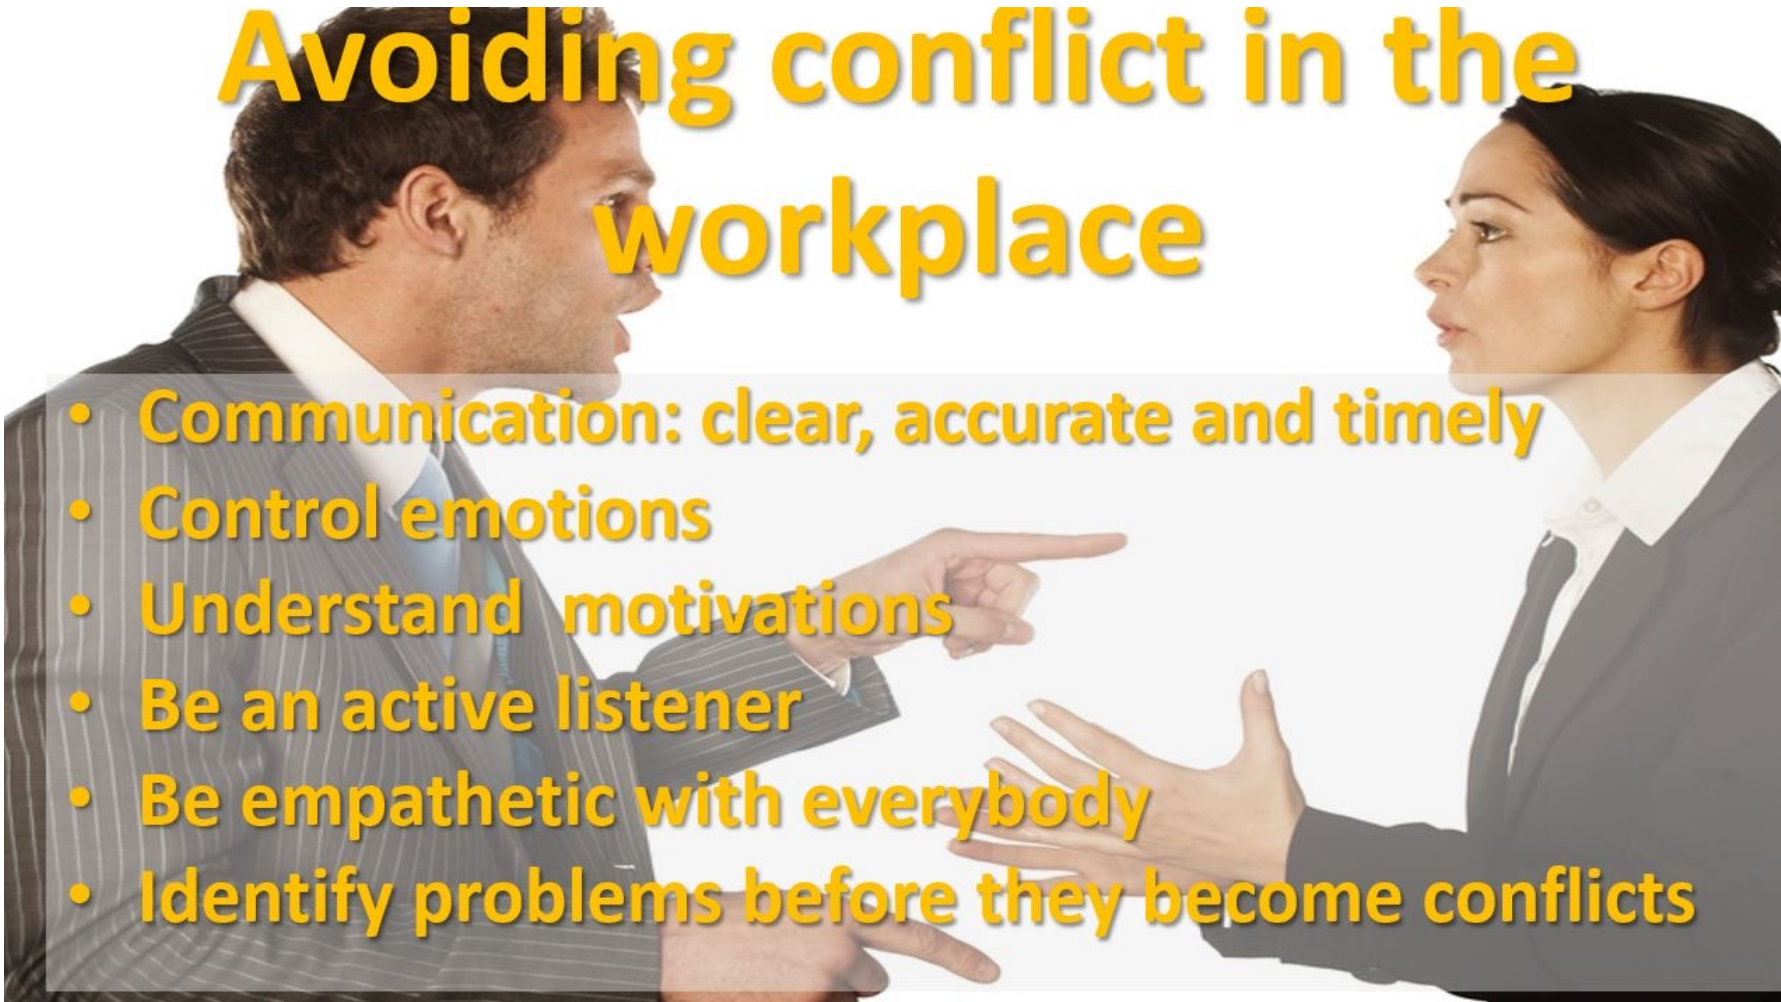 Avoiding conflict in the
workplace
• Communication: clear, accurate and timely
• Control emotions
• Understand  motivations
• Be an active listener
• Be empathetic with everybody
• Identify problems before they become conflicts